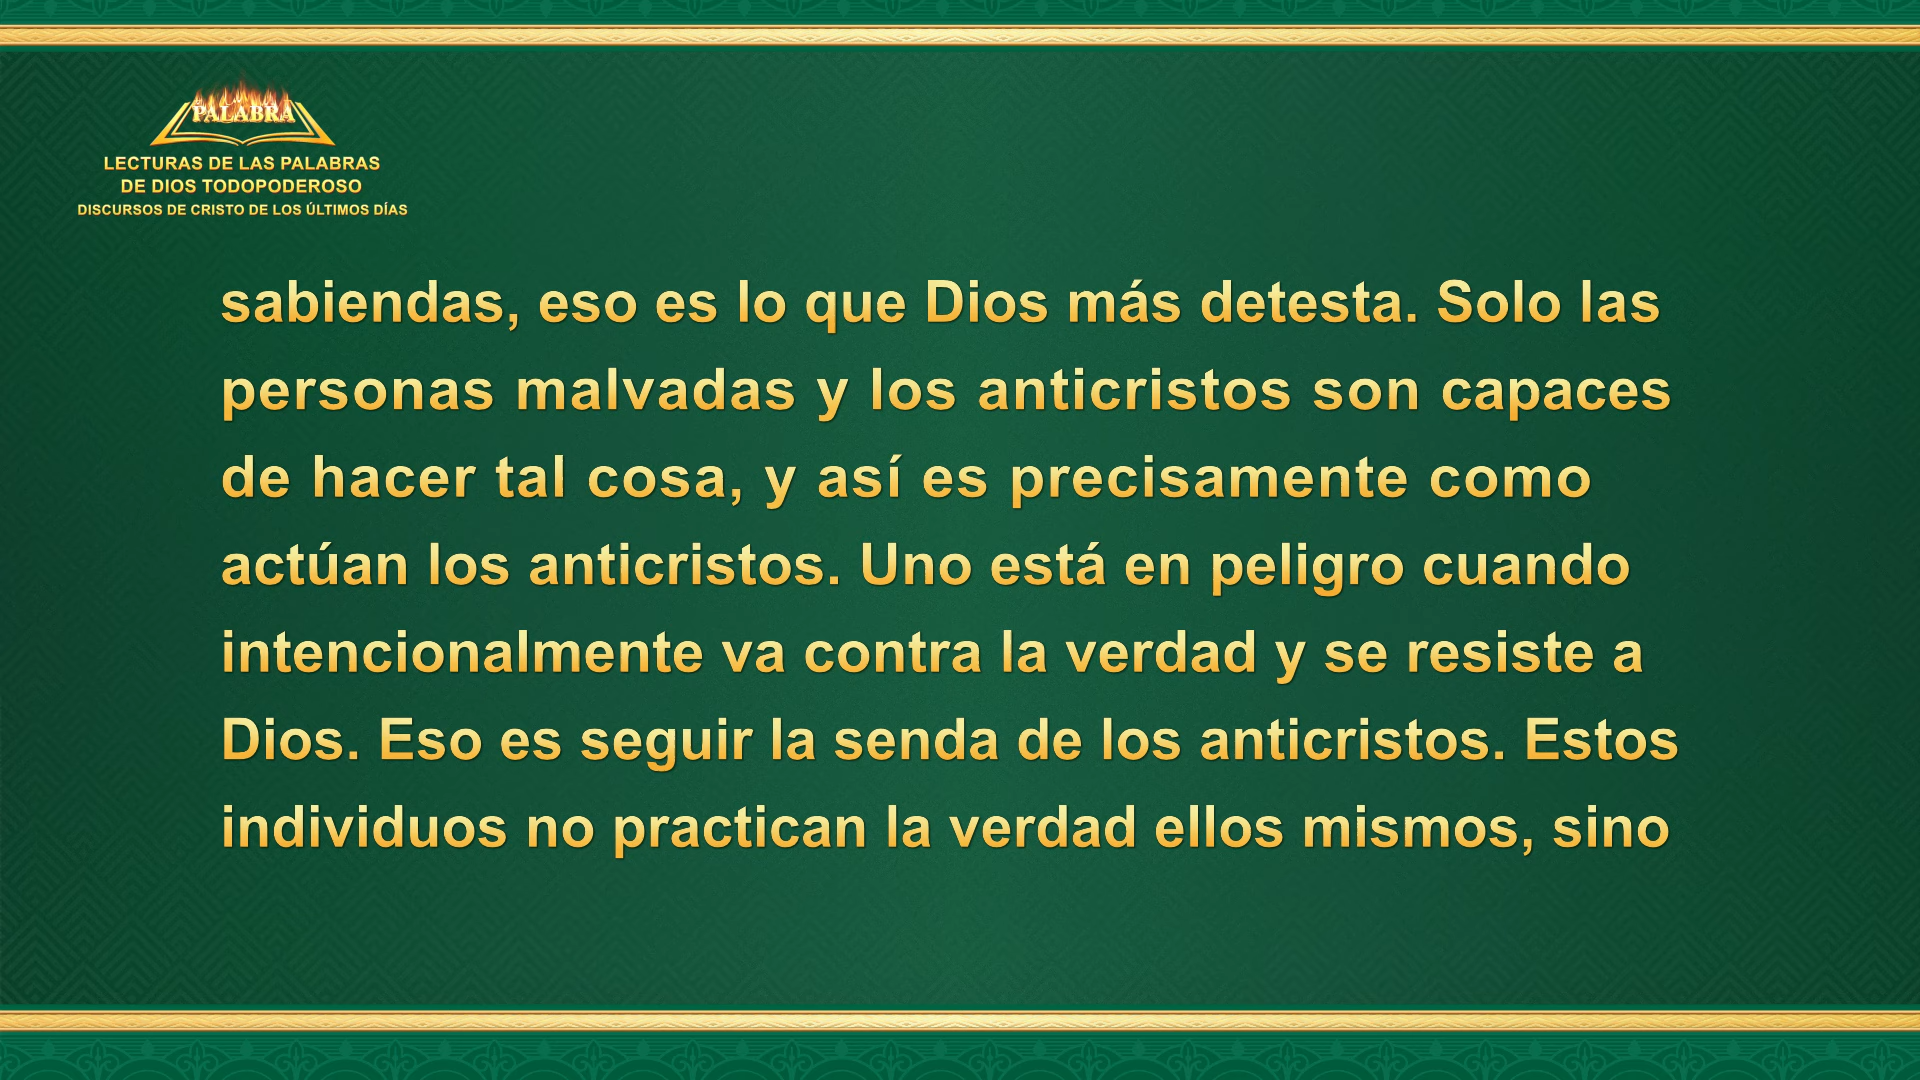 PALABRA
LECTURAS DE LAS PALABRAS
DE DIOS TODOPODEROSO
DISCURSOS DE CRISTO DE LOS ÚLTIMOS DÍAS
sabiendas, eso es lo que Dios más detesta. Solo las
personas malvadas y los anticristos son capaces
de hacer tal cosa, y así es precisamente como
actúan los anticristos. Uno está en peligro cuando
intencionalmente va contra la verdad y se resiste a
Dios. Eso es seguir la senda de los anticristos. Estos
individuos no practican la verdad ellos mismos, sino